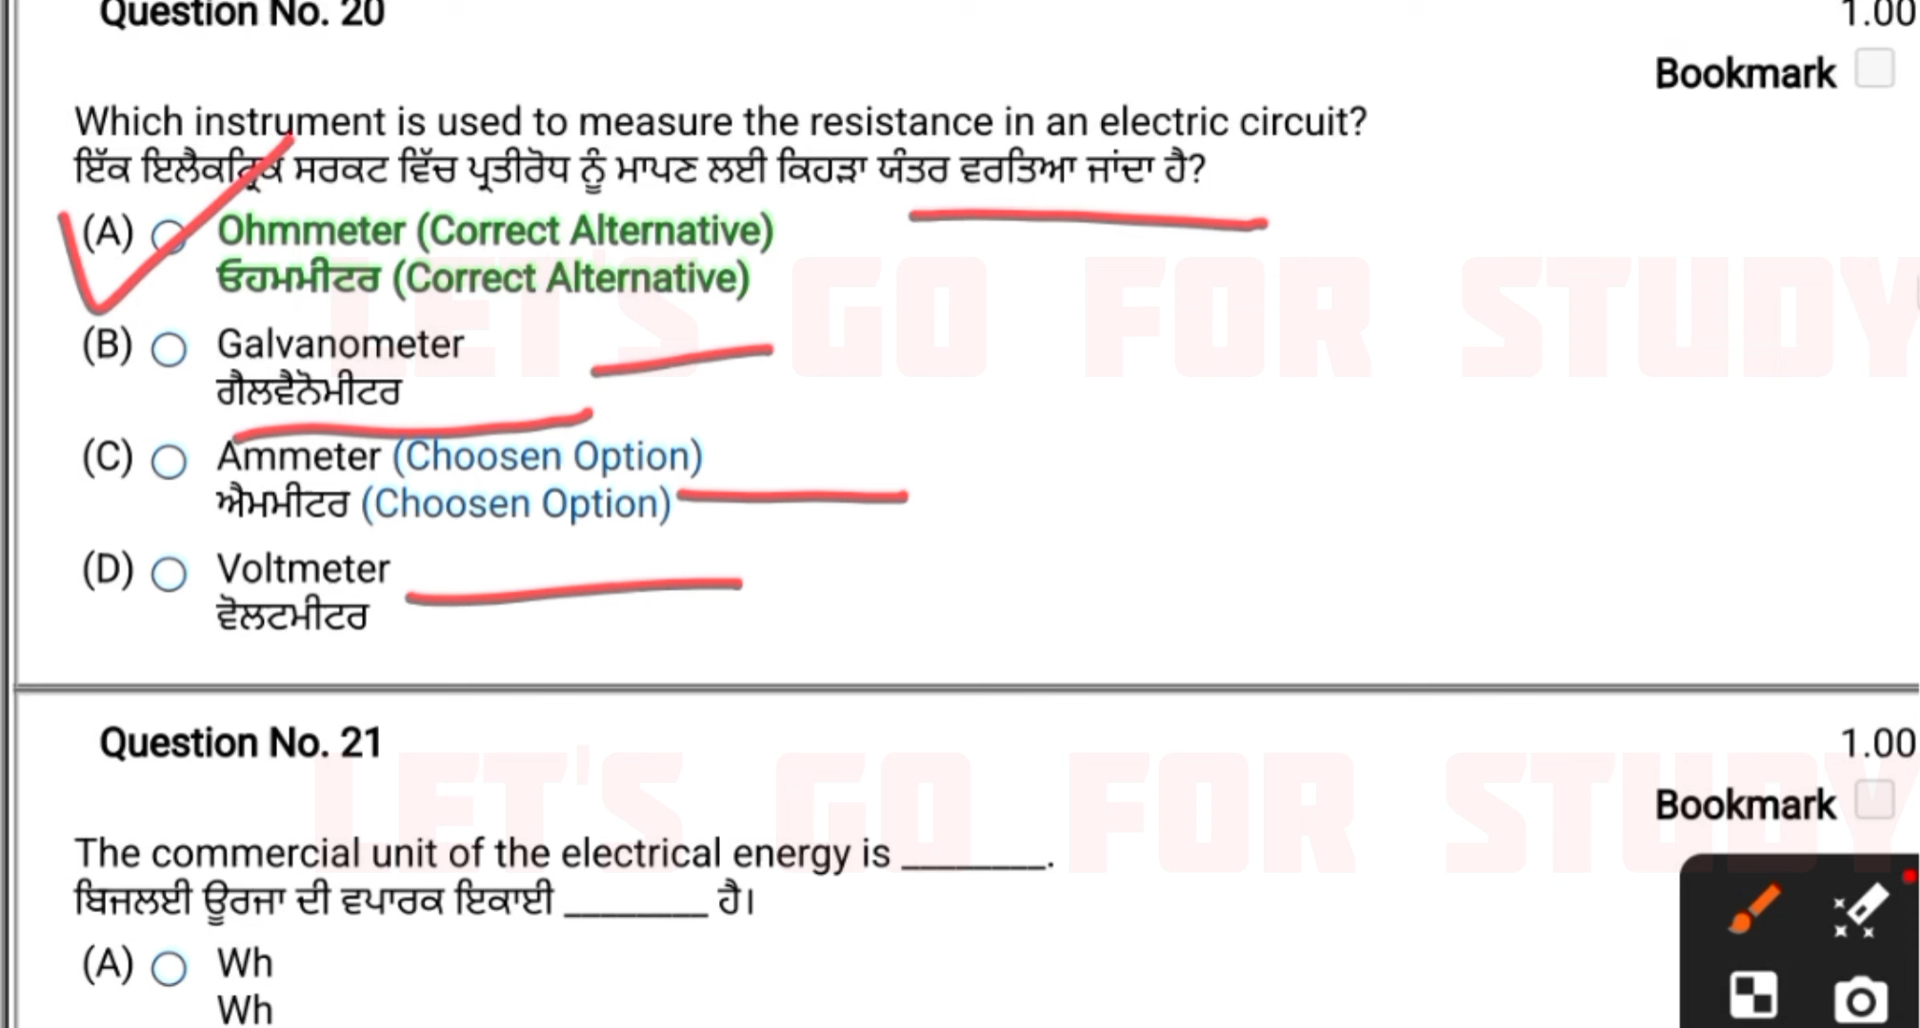 Question No. 20
1.00
Bookmark
Which instrument is used to measure the resistance in an electric circuit?
ਇੱਕ ਇਲੈਕਟ੍ਰਿਕ ਸਰਕਟ ਵਿੱਚ ਪ੍ਰਤੀਰੋਧ ਨੂੰ ਮਾਪਣ ਲਈ ਕਿਹੜਾ ਯੰਤਰ ਵਰਤਿਆ ਜਾਂਦਾ ਹੈ?
(A) Ohmmeter (Correct Alternative)
ਓਹਮਮੀਟਰ (Correct Alternative)
(B) Galvanometer
ਗੈਲਵੈਨੋਮੀਟਰ
(C) Ammeter (Choosen Option)
ਐਮਮੀਟਰ (Choosen Option)
(D) Voltmeter
ਵੋਲਟਮੀਟਰ
LET'S GO FOR STUDY
Question No. 21
1.00
Bookmark
The commercial unit of the electrical energy is ________.
ਬਿਜਲਈ ਊਰਜਾ ਦੀ ਵਪਾਰਕ ਇਕਾਈ ________ ਹੈ।
(A) Wh
Wh
LET'S GO FOR STUDY